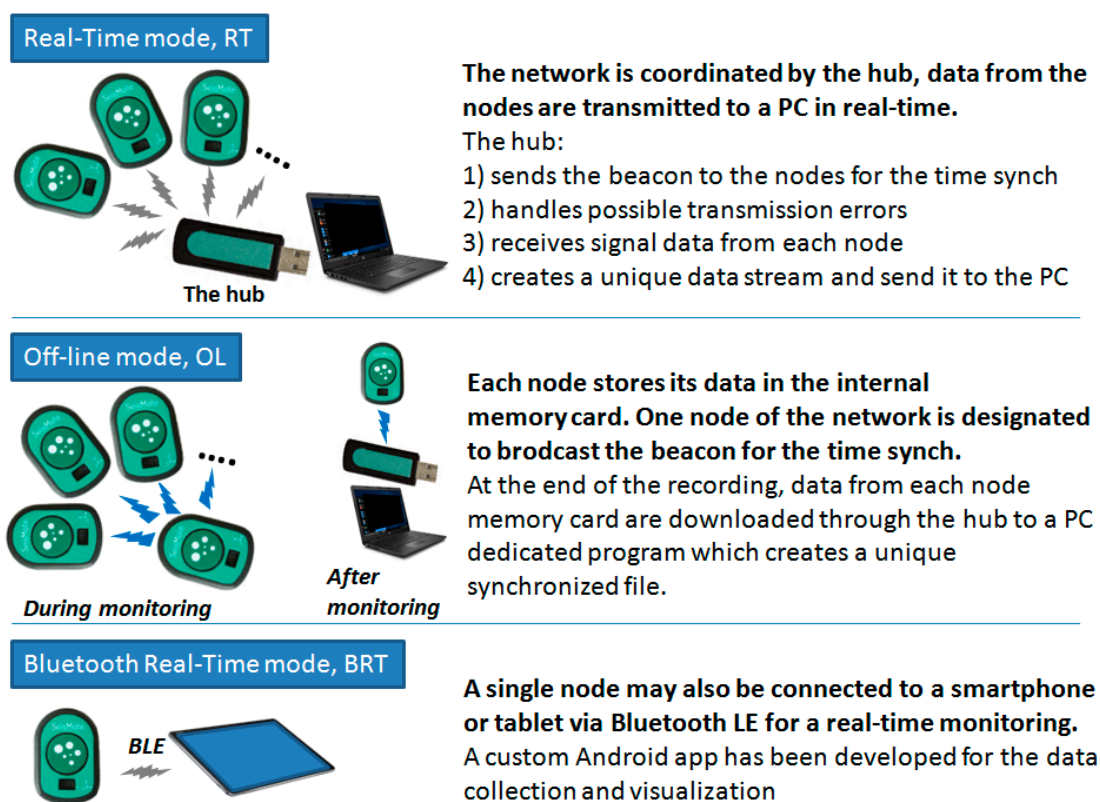 Real-Time mode, RT
The network is coordinated by the hub, data from the
nodes are transmitted to a PC in real-time.
The hub:
1) sends the beacon to the nodes for the time synch
2) handles possible transmission errors
3) receives signal data from each node
4) creates a unique data stream and send it to the PC
The hub
Off-line mode, OL
Each node stores its data in the internal
memory card. One node of the network is designated
to brodcast the beacon for the time synch.
At the end of the recording, data from each node
memory card are downloaded through the hub to a PC
dedicated program which creates a unique
synchronized file.
During monitoring
After
monitoring
Bluetooth Real-Time mode, BRT
A single node may also be connected to a smartphone
or tablet via Bluetooth LE for a real-time monitoring.
A custom Android app has been developed for the data
collection and visualization
BLE